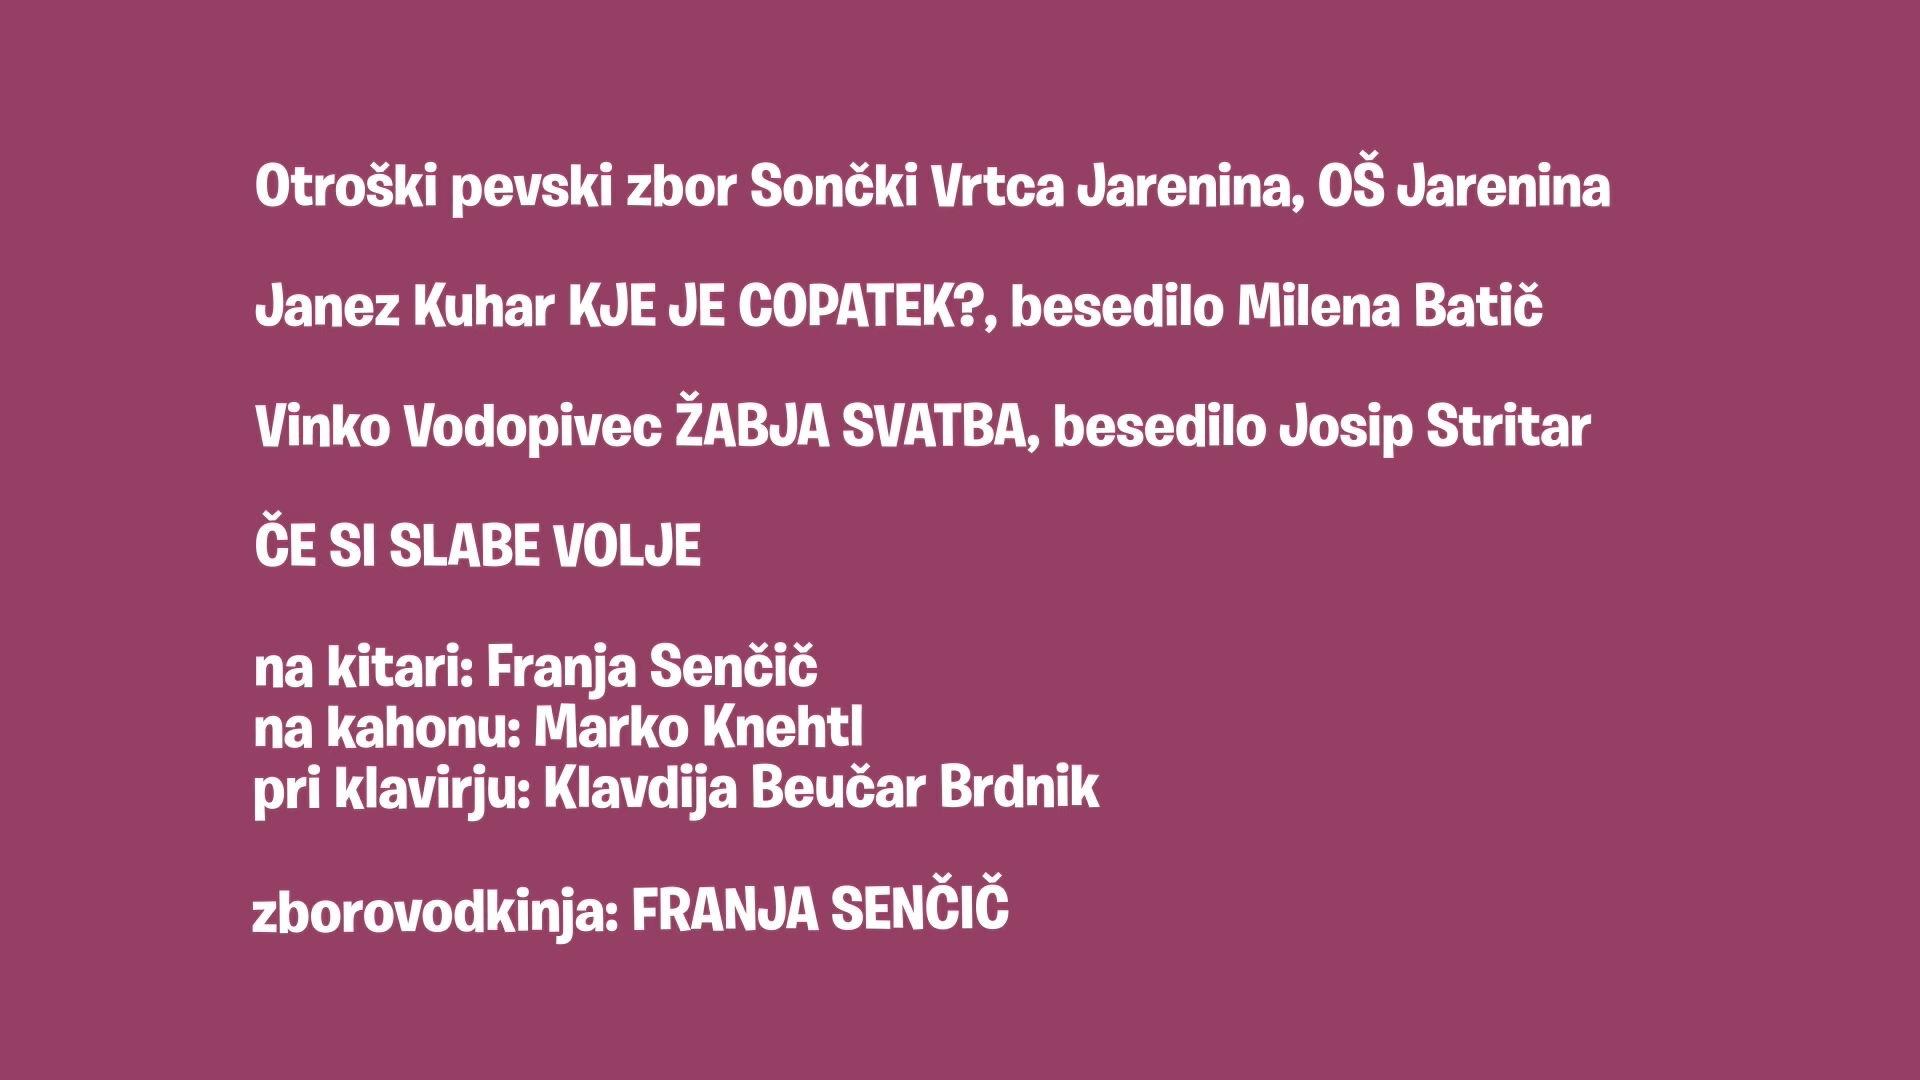 Otroški pevski zbor Sončki Vrtca Jarenina, OŠ Jarenina
Janez Kuhar KJE JE COPATEK?, besedilo Milena Batič
Vinko Vodopivec ŽABJA SVATBA, besedilo Josip Stritar
ČE SI SLABE VOLJE
na kitari: Franja Senčič
na kahonu: Marko Knehtl
pri klavirju: Klavdija Beučar Brdnik
zborovodkinja: FRANJA SENČIČ